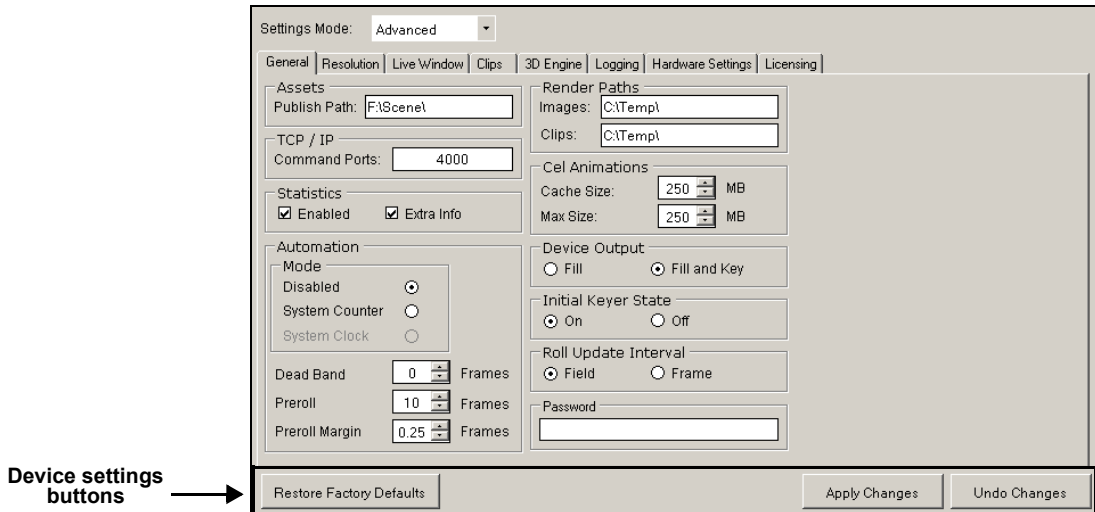 Settings Mode: Advanced
General Resolution Live Window Clips 3D Engine Logging Hardware Settings Licensing
Assets
Publish Path: F:\Scene\
TCP / IP
Command Ports: 4000
Statistics
Enabled Extra Info
Automation
Mode
Disabled
System Counter
System Clock
Dead Band 0 Frames
Preroll 10 Frames
Preroll Margin 0.25 Frames
Render Paths
Images: C:\Temp\
Clips: C:\Temp\
Cel Animations
Cache Size: 250 MB
Max Size: 250 MB
Device Output
Fill Fill and Key
Initial Keyer State
On Off
Roll Update Interval
Field Frame
Password
Device settings
buttons
Restore Factory Defaults Apply Changes Undo Changes